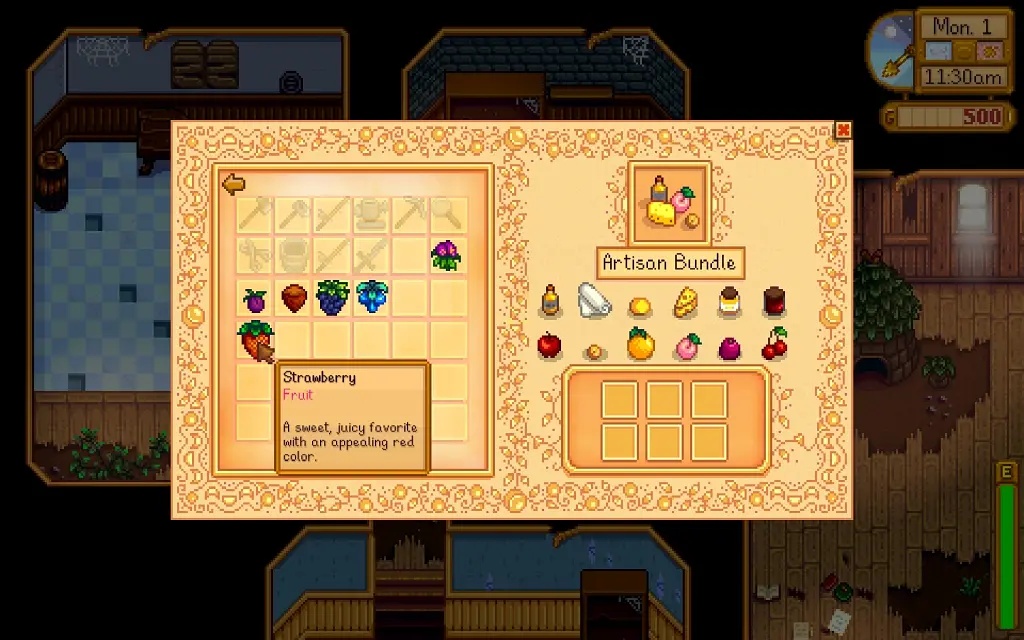 Mon. 1
11:30am
G 500
Artisan Bundle
Strawberry
Fruit
A sweet, juicy favorite
with an appealing red
color.
E